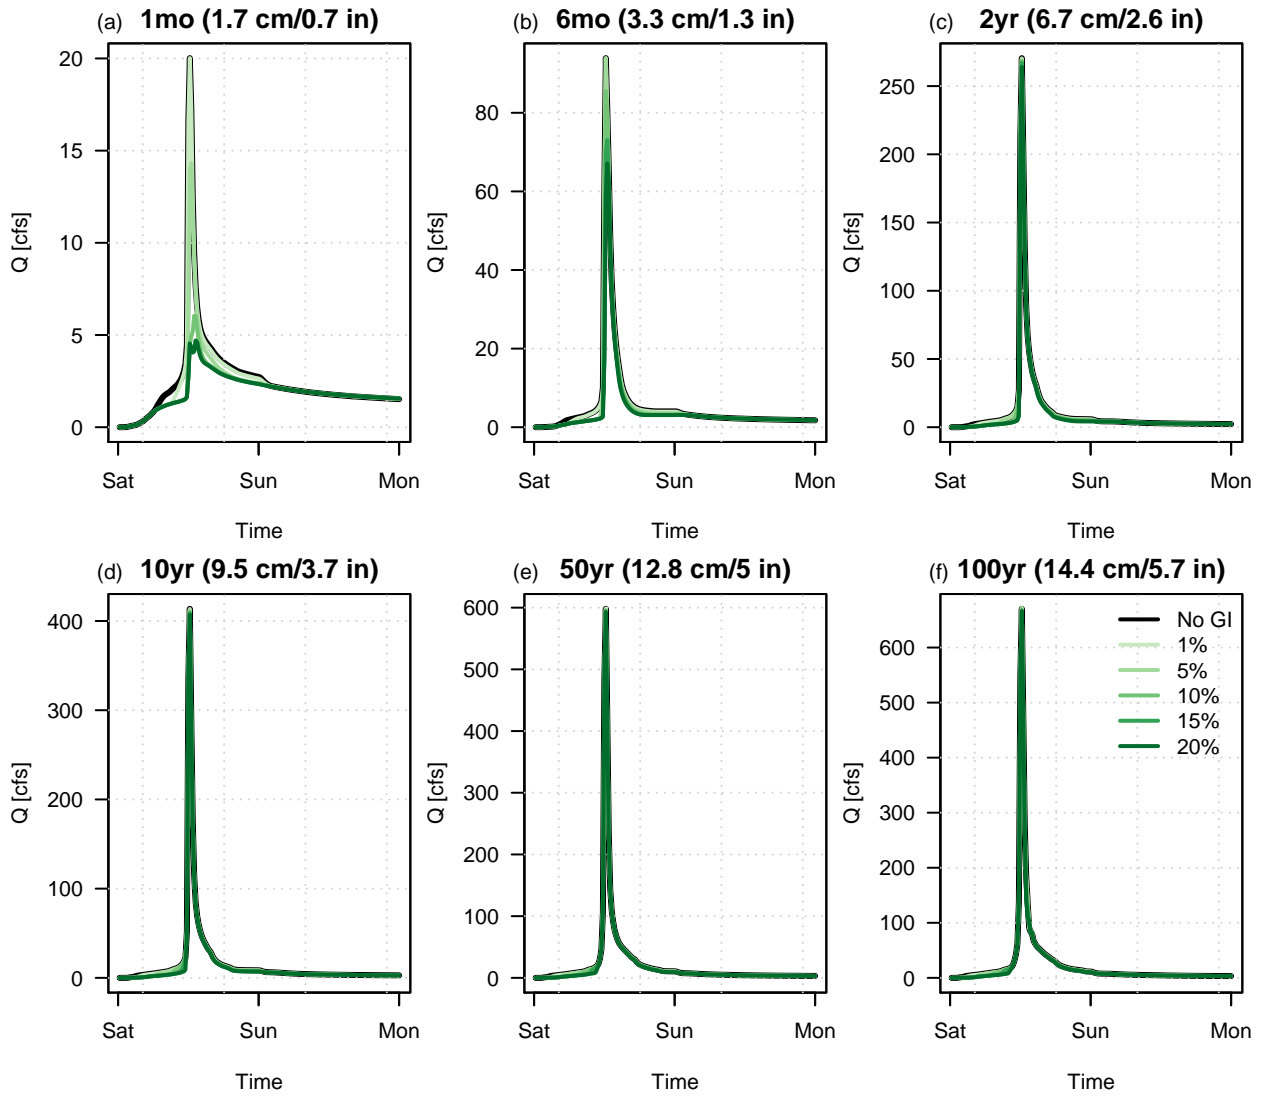 (a) 1mo (1.7 cm/0.7 in)
Q [cfs]
20
15
10
5
0
Sat Sun Mon
Time
(b) 6mo (3.3 cm/1.3 in)
Q [cfs]
80
60
40
20
0
Sat Sun Mon
Time
(c) 2yr (6.7 cm/2.6 in)
Q [cfs]
250
200
150
100
50
0
Sat Sun Mon
Time
(d) 10yr (9.5 cm/3.7 in)
Q [cfs]
400
300
200
100
0
Sat Sun Mon
Time
(e) 50yr (12.8 cm/5 in)
Q [cfs]
600
500
400
300
200
100
0
Sat Sun Mon
Time
(f) 100yr (14.4 cm/5.7 in)
Q [cfs]
600
500
400
300
200
100
0
Sat Sun Mon
Time
No GI
1%
5%
10%
15%
20%